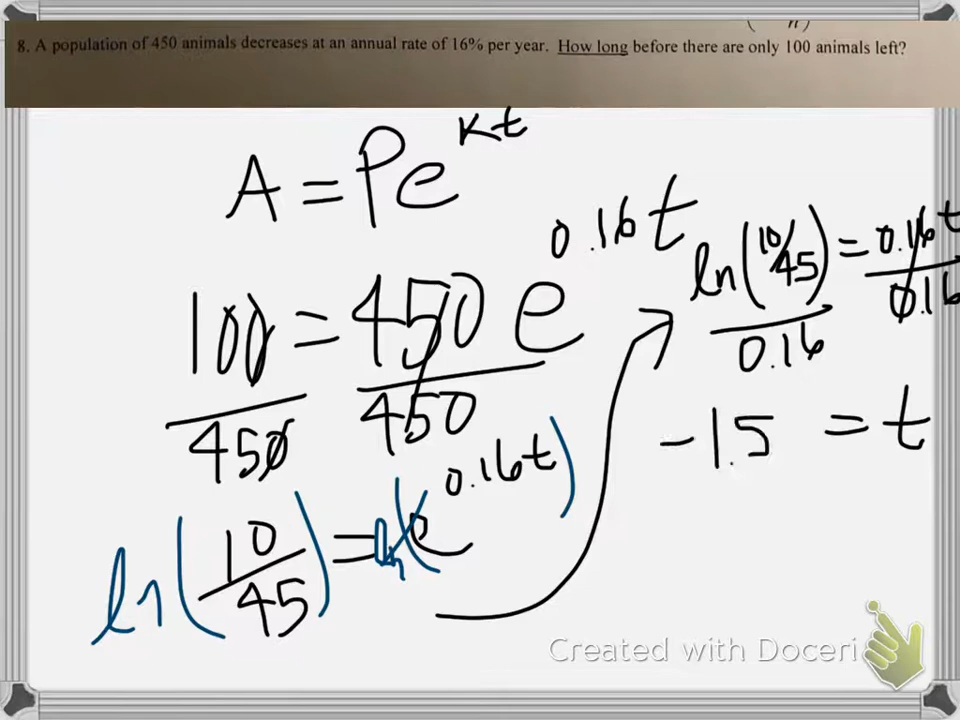 n
8. A population of 450 animals decreases at an annual rate of 16% per year. How long before there are only 100 animals left?
A = Pe^kt
100 = 450 e^0.16t
450 450
ln(10/45) = ln(e^0.16t)
ln(10/45) = 0.16t
0.16 0.16
-1.5 = t
Created with Doceri